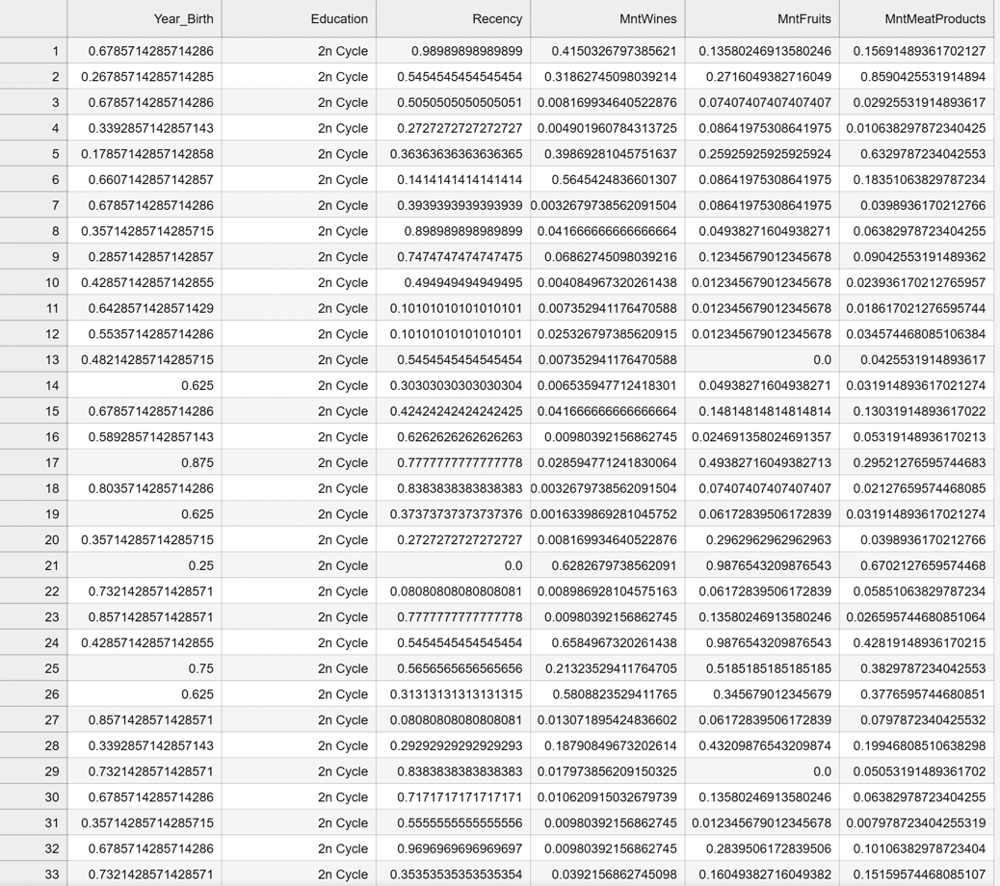 Year_Birth Education Recency MntWines MntFruits MntMeatProducts
1 0.6785714285714286 2n Cycle 0.98989898989899 0.4150326797385621 0.13580246913580246 0.15691489361702127
2 0.267857142857​14285 2n Cycle 0.5454545454545454 0.31862745098039214 0.2716049382716049 0.8590425531914894
3 0.6785714285714286 2n Cycle 0.5050505050505051 0.008169934640522876 0.07407407407407407 0.02925531914893617
4 0.3392857142857143 2n Cycle 0.2727272727272727 0.004901960784313725 0.08641975308641975 0.010638297872340425
5 0.17857142857142858 2n Cycle 0.36363636363636365 0.39869281045751637 0.25925925925925924 0.6329787234042553
6 0.6607142857142857 2n Cycle 0.1414141414141414 0.5645424836601307 0.08641975308641975 0.18351063829787234
7 0.6785714285714286 2n Cycle 0.3939393939393939 0.0032679738562091504 0.08641975308641975 0.0398936170212766
8 0.35714285714285715 2n Cycle 0.898989898989899 0.041666666666666664 0.04938271604938271 0.06382978723404255
9 0.2857142857142857 2n Cycle 0.7474747474747475 0.06862745098039216 0.12345679012345678 0.09042553191489362
10 0.42857142857142855 2n Cycle 0.494949494949495 0.004084967320261438 0.012345679012345678 0.023936170212765957
11 0.6428571428571429 2n Cycle 0.10101010101010101 0.007352941176470588 0.012345679012345678 0.018617021276595744
12 0.5535714285714286 2n Cycle 0.10101010101010101 0.025326797385620915 0.012345679012345678 0.034574468085106384
13 0.48214285714285715 2n Cycle 0.5454545454545454 0.007352941176470588 0.0 0.0425531914893617
14 0.625 2n Cycle 0.30303030303030304 0.006535947712418301 0.04938271604938271 0.031914893617021274
15 0.6785714285714286 2n Cycle 0.42424242424242425 0.041666666666666664 0.14814814814814814 0.13031914893617022
16 0.5892857142857143 2n Cycle 0.6262626262626263 0.00980392156862745 0.024691358024691357 0.05319148936170213
17 0.875 2n Cycle 0.7777777777777778 0.028594771241830064 0.49382716049382713 0.29521276595744683
18 0.8035714285714286 2n Cycle 0.8383838383838383 0.0032679738562091504 0.07407407407407407 0.02127659574468085
19 0.625 2n Cycle 0.37373737373737376 0.0016339869281045752 0.06172839506172839 0.031914893617021274
20 0.35714285714285715 2n Cycle 0.2727272727272727 0.008169934640522876 0.2962962962962963 0.0398936170212766
21 0.25 2n Cycle 0.0 0.6282679738562091 0.9876543209876543 0.6702127659574468
22 0.7321428571428571 2n Cycle 0.08080808080808081 0.008986928104575163 0.06172839506172839 0.05851063829787234
23 0.8571428571428571 2n Cycle 0.7777777777777778 0.00980392156862745 0.13580246913580246 0.026595744680851064
24 0.42857142857142855 2n Cycle 0.5454545454545454 0.6584967320261438 0.9876543209876543 0.42819148936170215
25 0.75 2n Cycle 0.5656565656565656 0.21323529411764705 0.5185185185185185 0.3829787234042553
26 0.625 2n Cycle 0.31313131313131315 0.5808823529411765 0.345679012345679 0.3776595744680851
27 0.8571428571428571 2n Cycle 0.08080808080808081 0.013071895424836602 0.06172839506172839 0.0797872340425532
28 0.3392857142857143 2n Cycle 0.29292929292929293 0.18790849673202614 0.43209876543209874 0.19946808510638298
29 0.7321428571428571 2n Cycle 0.8383838383838383 0.017973856209150325 0.0 0.05053191489361702
30 0.6785714285714286 2n Cycle 0.7171717171717171 0.010620915032679739 0.13580246913580246 0.06382978723404255
31 0.35714285714285715 2n Cycle 0.5555555555555556 0.00980392156862745 0.012345679012345678 0.007978723404255319
32 0.6785714285714286 2n Cycle 0.9696969696969697 0.00980392156862745 0.2839506172839506 0.10106382978723404
33 0.7321428571428571 2n Cycle 0.35353535353535354 0.0392156862745098 0.16049382716049382 0.15159574468085107